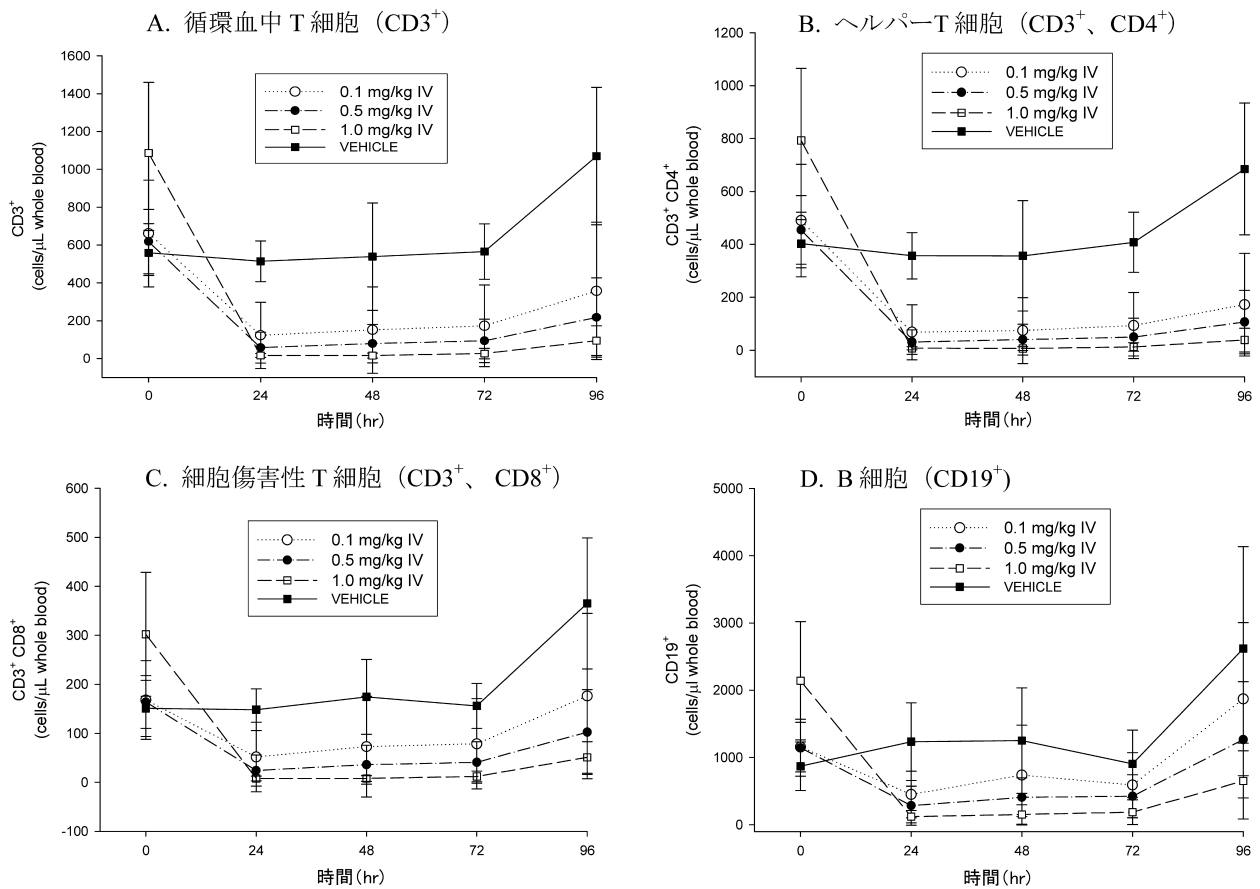 A. 循環血中 T 細胞（CD3⁺）
1600
1400
1200
1000
800
600
400
200
0
CD3⁺
(cells/μL whole blood)
0.1 mg/kg IV
0.5 mg/kg IV
1.0 mg/kg IV
VEHICLE
0 24 48 72 96
時間(hr)
B. ヘルパーT 細胞（CD3⁺、CD4⁺）
1200
1000
800
600
400
200
0
CD3⁺ CD4⁺
(cells/μL whole blood)
0.1 mg/kg IV
0.5 mg/kg IV
1.0 mg/kg IV
VEHICLE
0 24 48 72 96
時間(hr)
C. 細胞傷害性 T 細胞（CD3⁺、 CD8⁺）
600
500
400
300
200
100
0
-100
CD3⁺ CD8⁺
(cells/μl whole blood)
0.1 mg/kg IV
0.5 mg/kg IV
1.0 mg/kg IV
VEHICLE
0 24 48 72 96
時間(hr)
D. B 細胞（CD19⁺)
5000
4000
3000
2000
1000
0
CD19⁺
(cells/μl whole blood)
0.1 mg/kg IV
0.5 mg/kg IV
1.0 mg/kg IV
VEHICLE
0 24 48 72 96
時間(hr)